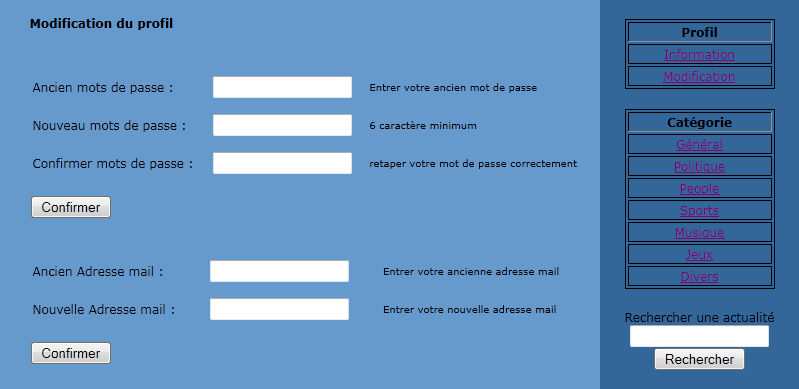 Modification du profil
Ancien mots de passe :
Entrer votre ancien mot de passe
Nouveau mots de passe :
6 caractère minimum
Confirmer mots de passe :
retaper votre mot de passe correctement
Confirmer
Ancien Adresse mail :
Entrer votre ancienne adresse mail
Nouvelle Adresse mail :
Entrer votre nouvelle adresse mail
Confirmer
Profil
Information
Modification
Catégorie
Général
Politique
People
Sports
Musique
Jeux
Divers
Rechercher une actualité
Rechercher